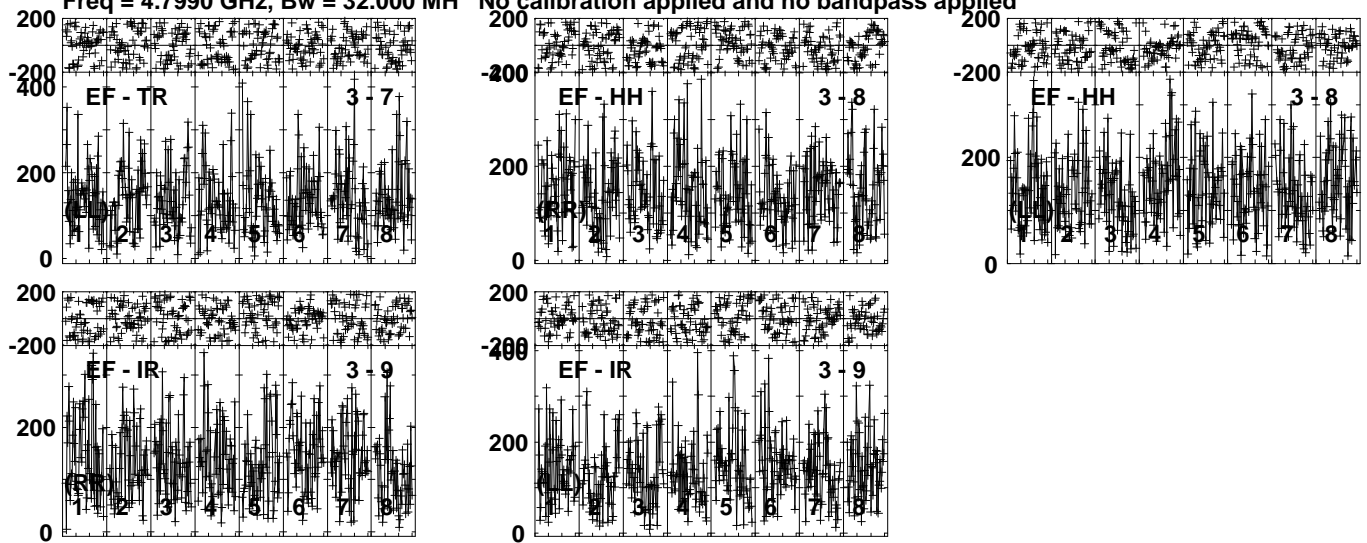 Freq = 4.7990 GHz, Bw = 32.000 MH No calibration applied and no bandpass applied
200
-200
400
EF - TR 3 - 7
200
(LL)
1 2 3 4 5 6 7 8
0
200
-200
400
EF - HH 3 - 8
200
(RR)
1 2 3 4 5 6 7 8
0
200
-200
EF - HH 3 - 8
200
(LL)
1 2 3 4 5 6 7 8
0
200
-200
EF - IR 3 - 9
200
(RR)
1 2 3 4 5 6 7 8
0
200
-200
400
EF - IR 3 - 9
200
(LL)
1 2 3 4 5 6 7 8
0